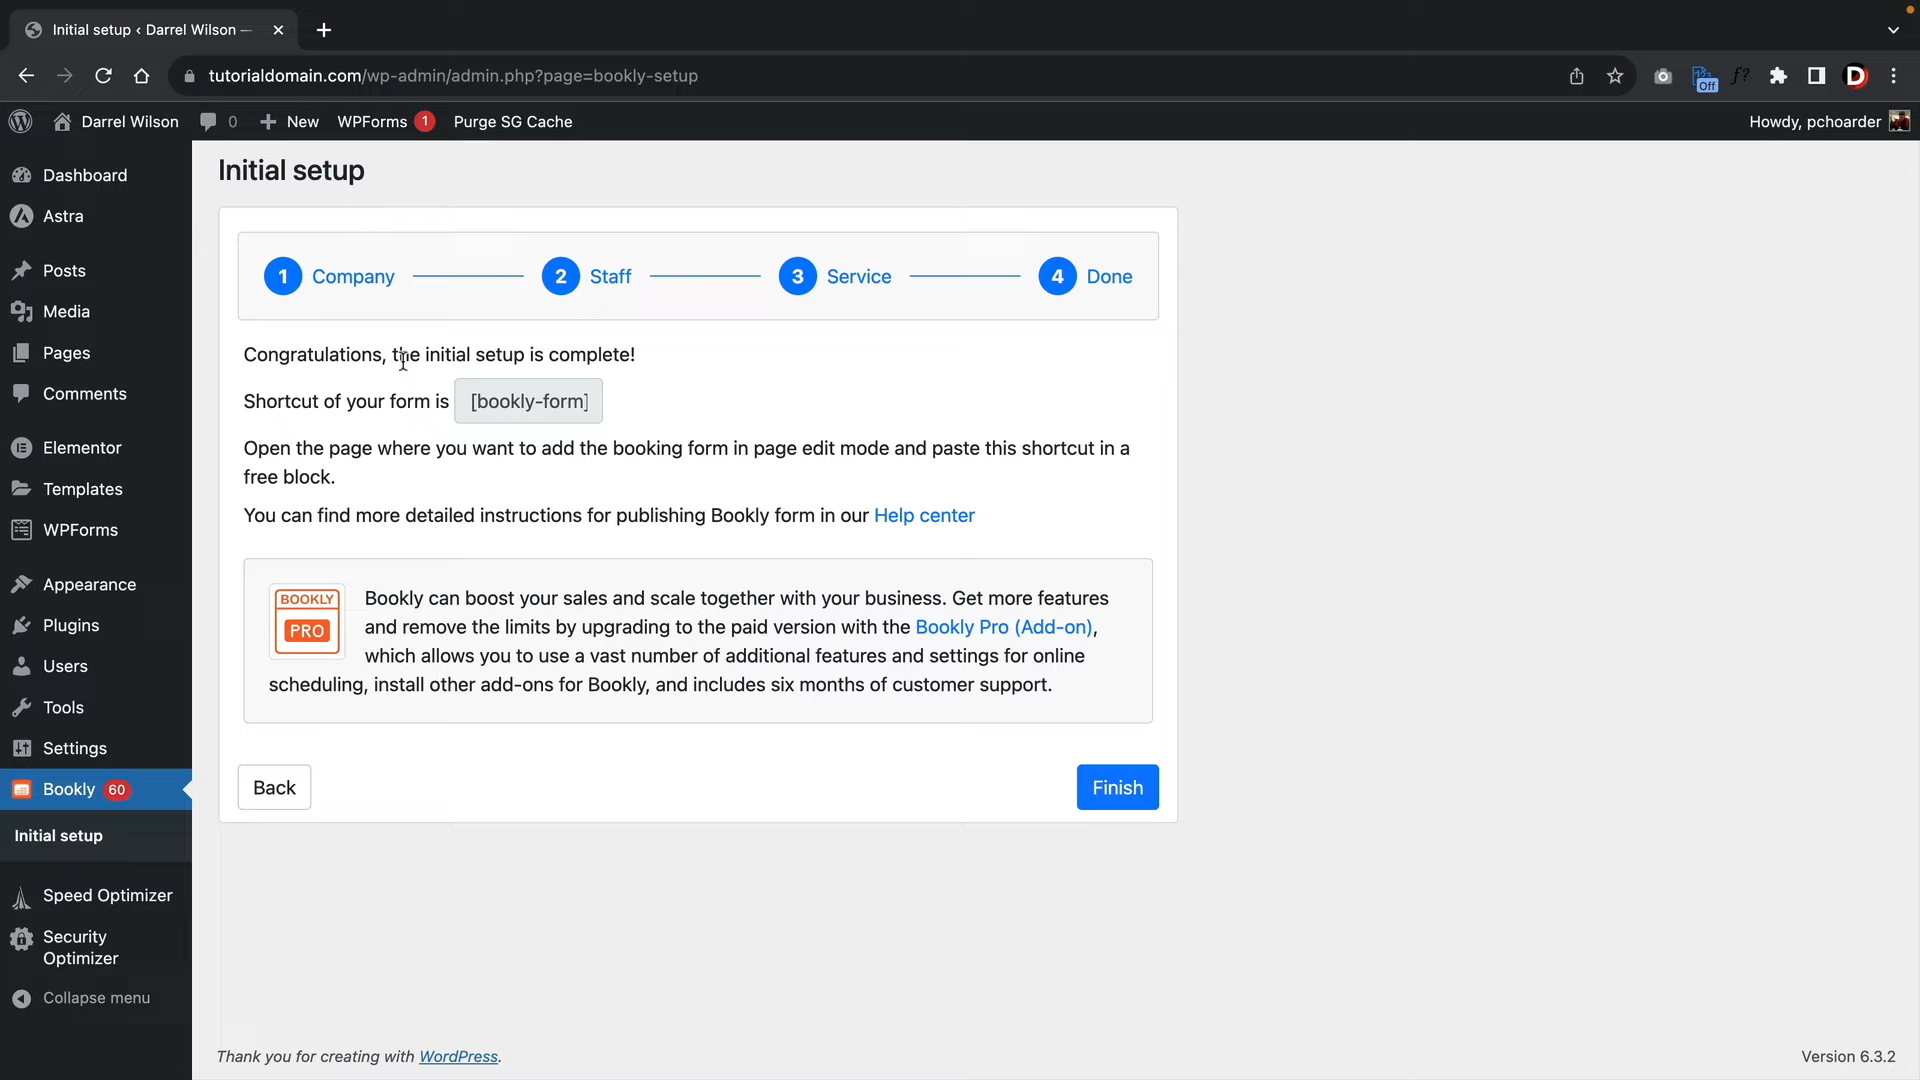 Initial setup ‹ Darrel Wilson —
tutorialdomain.com/wp-admin/admin.php?page=bookly-setup
Off
f?
D
Darrel Wilson
0
New
WPForms 1
Purge SG Cache
Howdy, pchoarder
Dashboard
Astra
Posts
Media
Pages
Comments
Elementor
Templates
WPForms
Appearance
Plugins
Users
Tools
Settings
Bookly 60
Initial setup
Speed Optimizer
Security
Optimizer
Collapse menu
Initial setup
1 Company 2 Staff 3 Service 4 Done
Congratulations, the initial setup is complete!
Shortcut of your form is [bookly-form]
Open the page where you want to add the booking form in page edit mode and paste this shortcut in a
free block.
You can find more detailed instructions for publishing Bookly form in our Help center
BOOKLY
PRO
Bookly can boost your sales and scale together with your business. Get more features
and remove the limits by upgrading to the paid version with the Bookly Pro (Add-on),
which allows you to use a vast number of additional features and settings for online
scheduling, install other add-ons for Bookly, and includes six months of customer support.
Back
Finish
Thank you for creating with WordPress.
Version 6.3.2